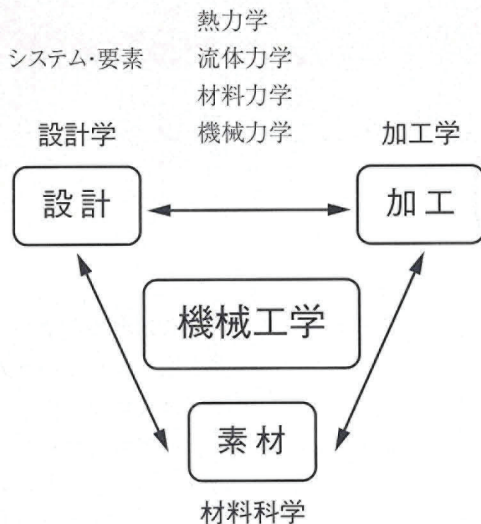 熱力学
システム・要素
流体力学
材料力学
機械力学
設計学
加工学
設計
加工
機械工学
素材
材料科学